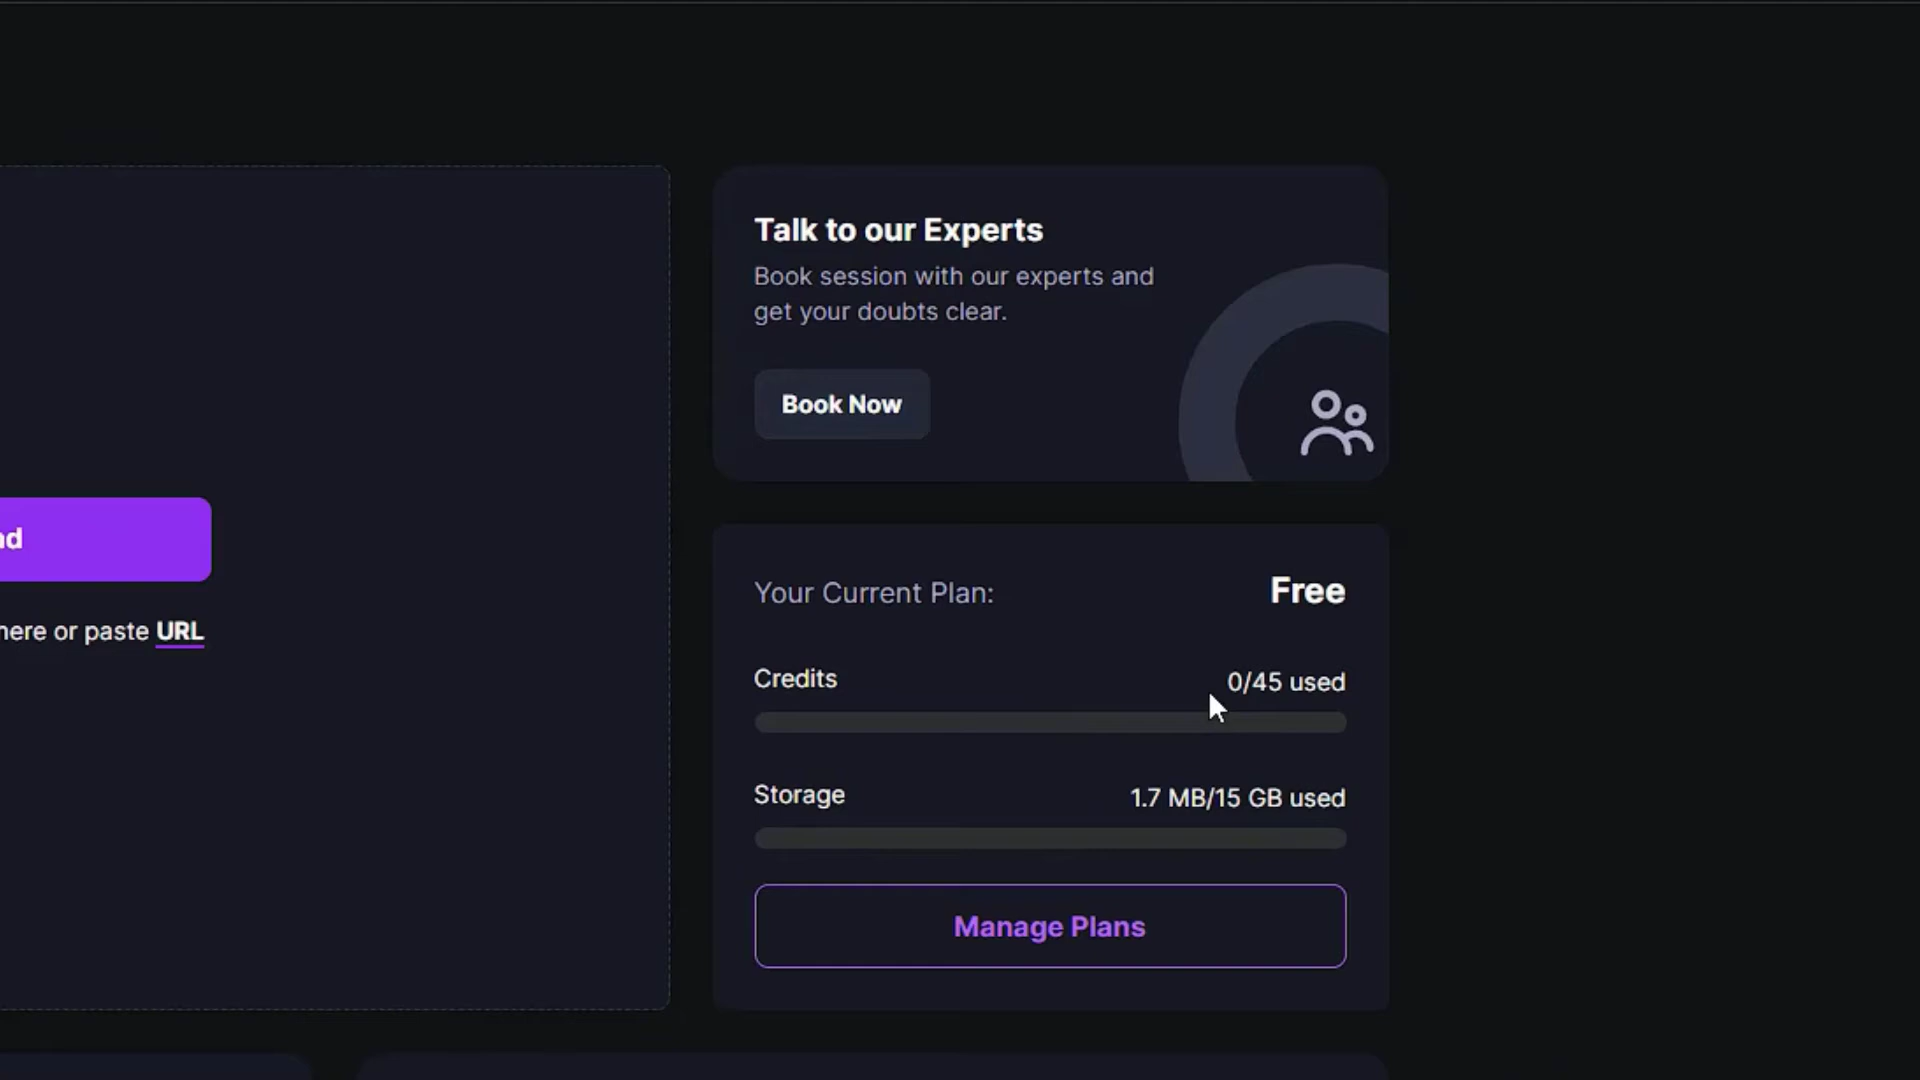 Talk to our Experts
Book session with our experts and
get your doubts clear.
Book Now
here or paste URL
Your Current Plan: Free
Credits 0/45 used
Storage 1.7 MB/15 GB used
Manage Plans